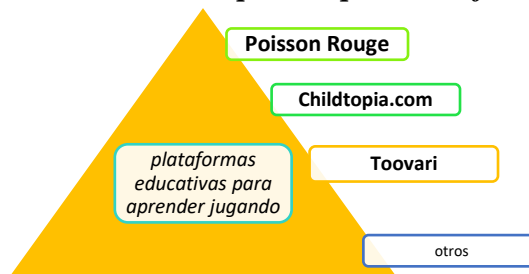 Poisson Rouge
Childtopia.com
plataformas
educativas para
aprender jugando
Toovari
otros